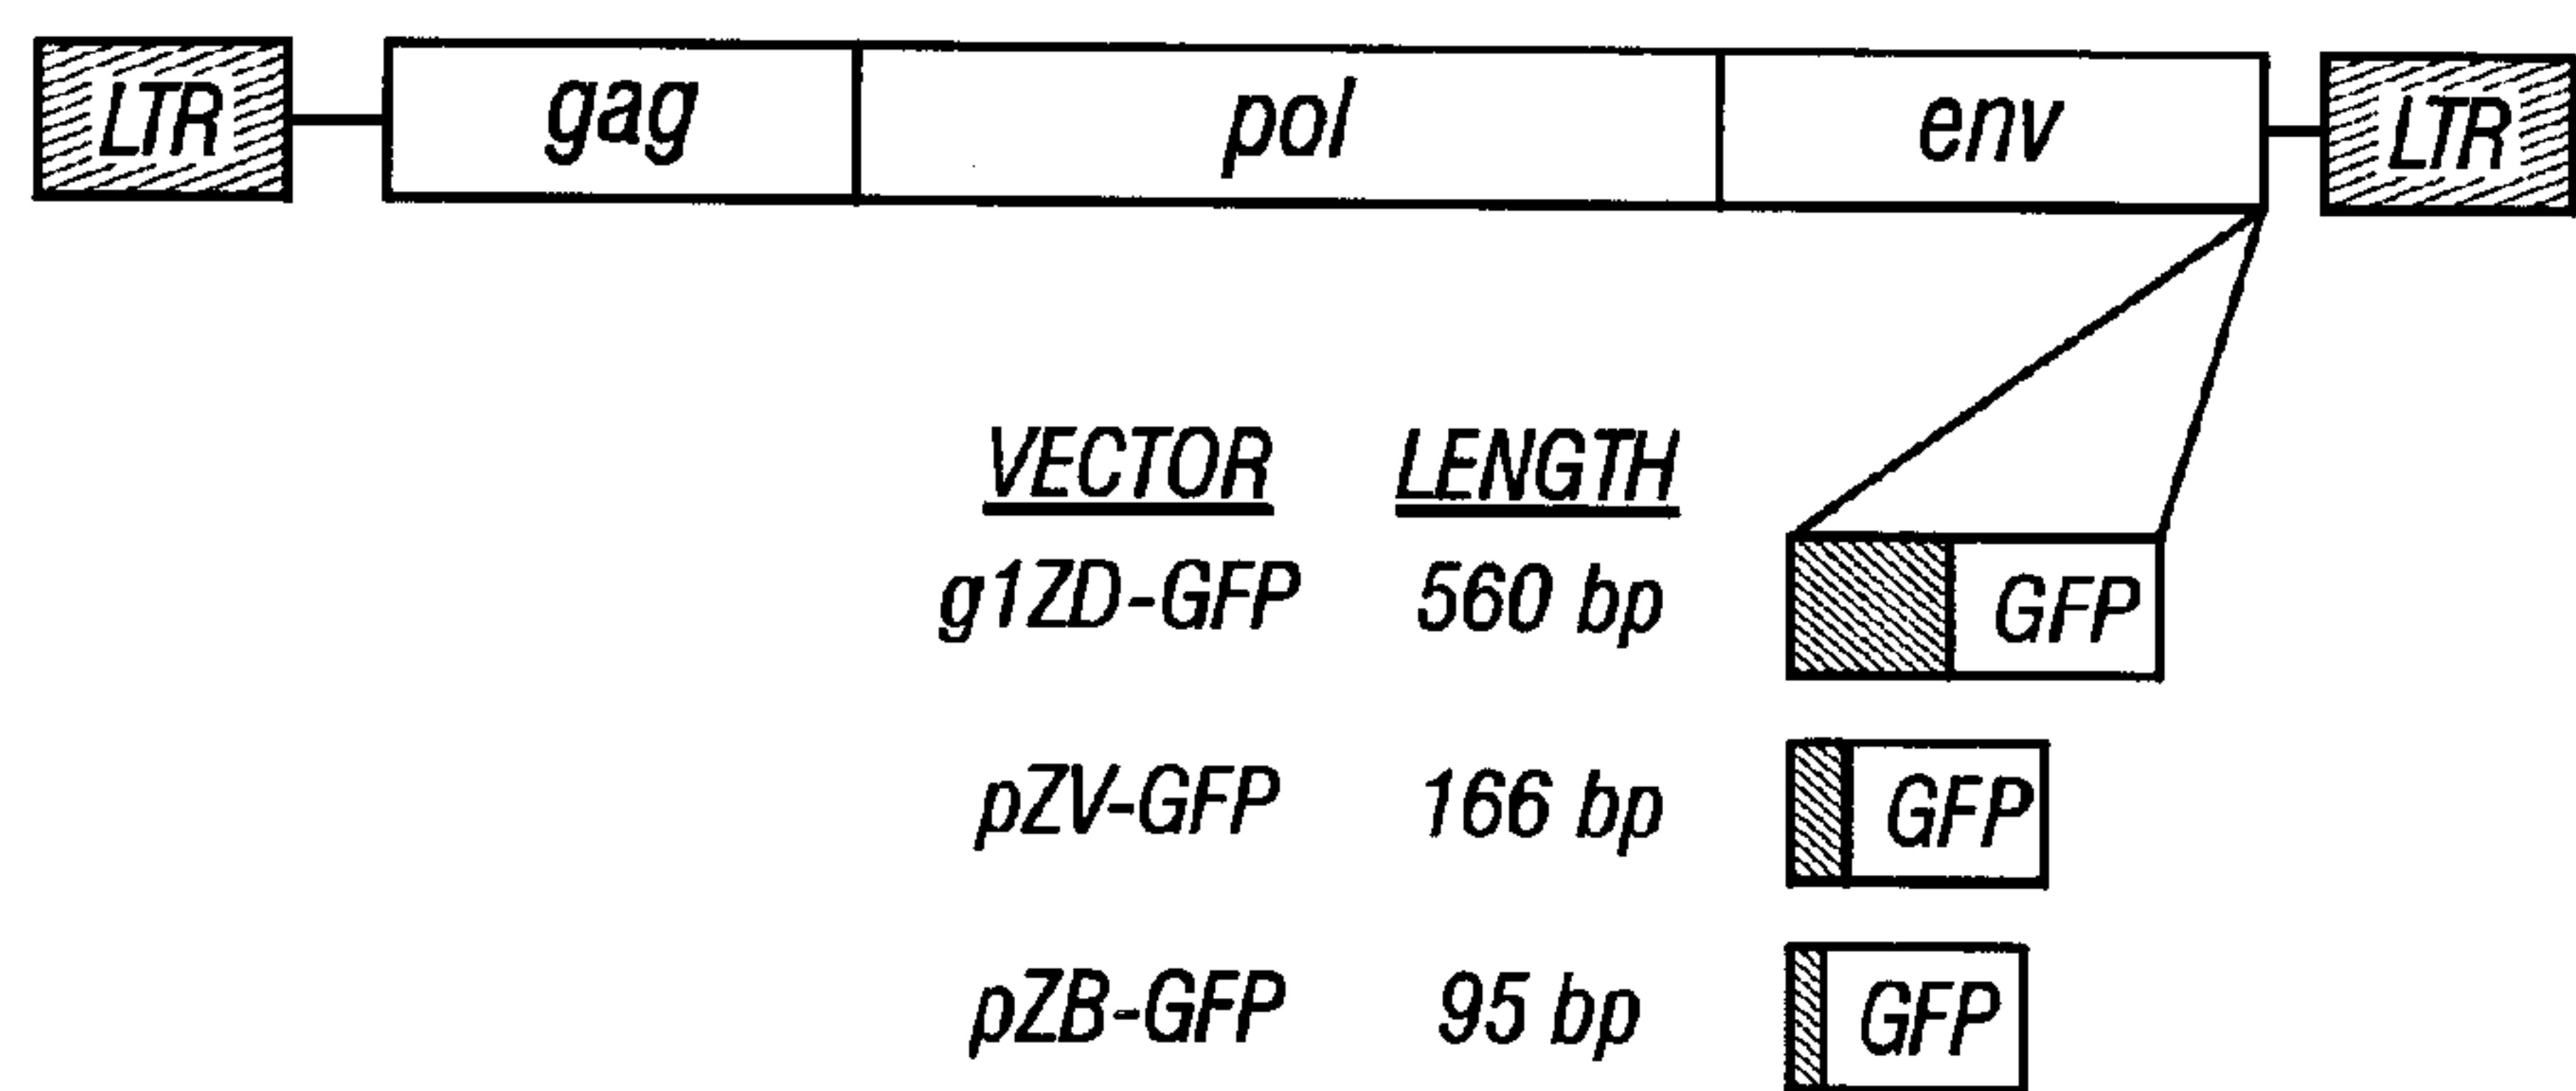 LTR gag pol env LTR
VECTOR LENGTH
g1ZD-GFP 560 bp GFP
pZV-GFP 166 bp GFP
pZB-GFP 95 bp GFP